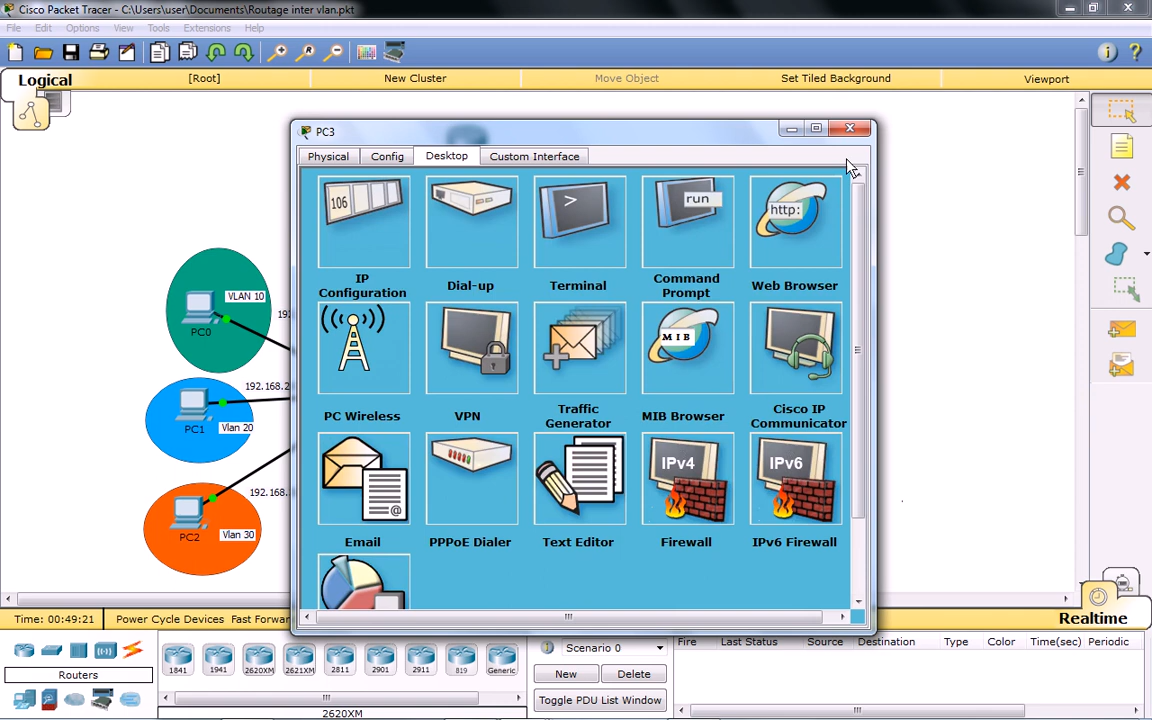 Cisco Packet Tracer - C:\Users\user\Documents\Routage inter vlan.pkt
File Edit Options View Tools Extensions Help
Logical
[Root]
New Cluster
Move Object
Set Tiled Background
Viewport
PC3
Physical Config Desktop Custom Interface
106
>
run
http:
IP Configuration
Dial-up
Terminal
Command Prompt
Web Browser
MIB
PC Wireless
VPN
Traffic Generator
MIB Browser
Cisco IP Communicator
@
IPv4
IPv6
Email
PPPoE Dialer
Text Editor
Firewall
IPv6 Firewall
VLAN 10
PC0
192
192.168.2
PC1
Vlan 20
192.168.
PC2
Vlan 30
Time: 00:49:21
Power Cycle Devices Fast Forward
Realtime
Routers
1841 1941 2620XM 2621XM 2811 2901 2911 819 Generic
2620XM
Scenario 0
New
Delete
Toggle PDU List Window
Fire Last Status Source Destination Type Color Time(sec) Periodic